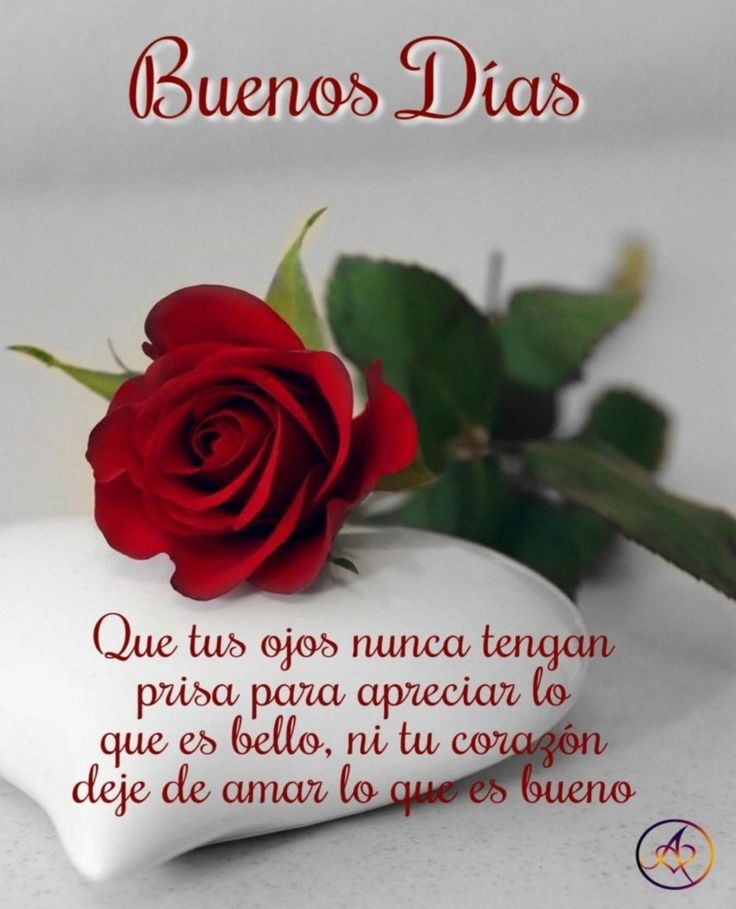 Buenos Días
Que tus ojos nunca tengan
prisa para apreciar lo
que es bello, ni tu corazón
deje de amar lo que es bueno